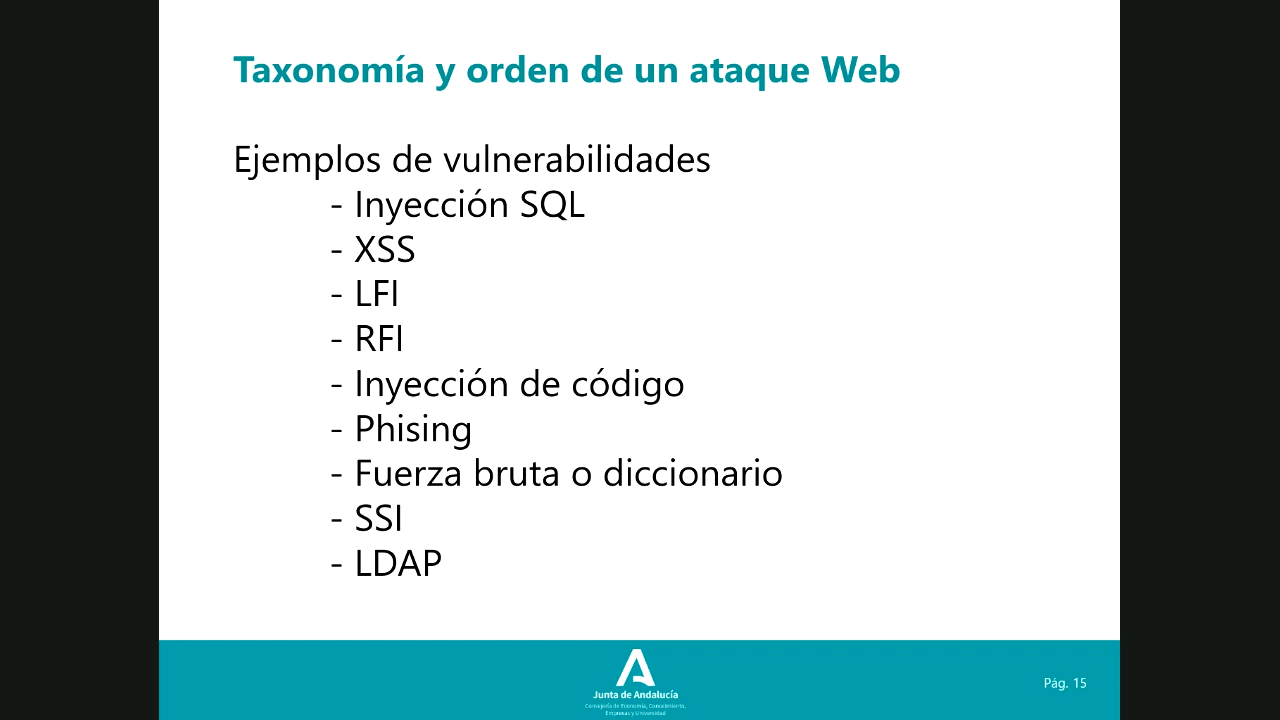 Taxonomía y orden de un ataque Web
Ejemplos de vulnerabilidades
- Inyección SQL
- XSS
- LFI
- RFI
- Inyección de código
- Phising
- Fuerza bruta o diccionario
- SSI
- LDAP
Junta de Andalucía
Consejería de Economía, Conocimiento,
Empresas y Universidad
Pág. 15